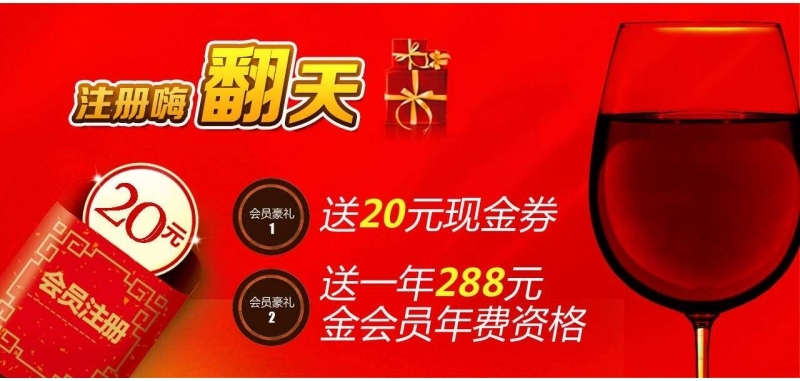 注册嗨翻天
20元
会员注册
会员豪礼
1
送20元现金券
会员豪礼
2
送一年288元
金会员年费资格